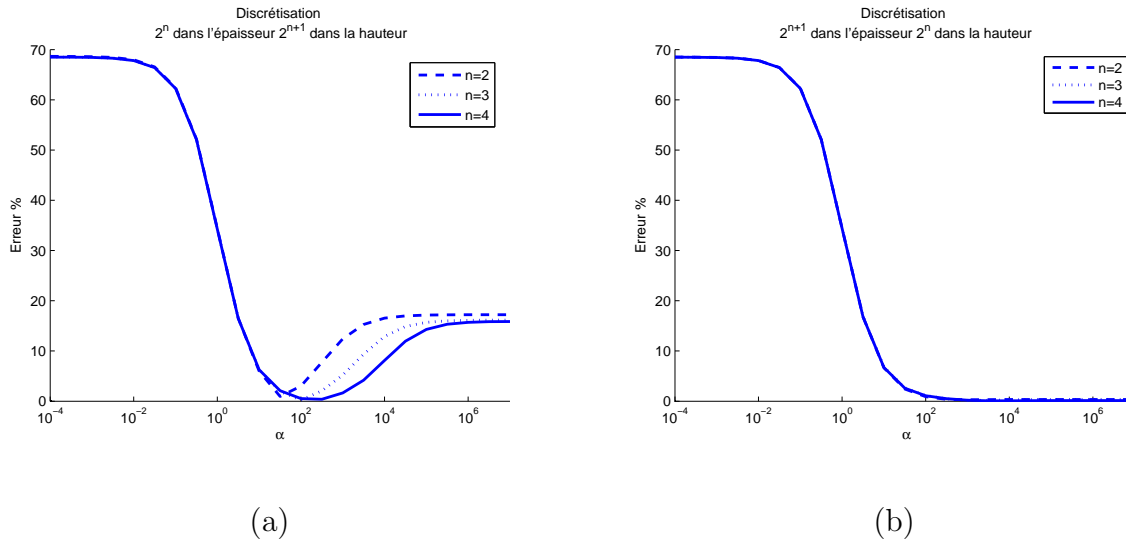 Discrétisation
2^n dans l'épaisseur 2^{n+1} dans la hauteur
70
60
50
40
30
20
10
0
Erreur %
n=2
n=3
n=4
10^{-4}
10^{-2}
10^0
10^2
10^4
10^6
α
(a)
Discrétisation
2^{n+1} dans l'épaisseur 2^n dans la hauteur
70
60
50
40
30
20
10
0
Erreur %
n=2
n=3
n=4
10^{-4}
10^{-2}
10^0
10^2
10^4
10^6
α
(b)